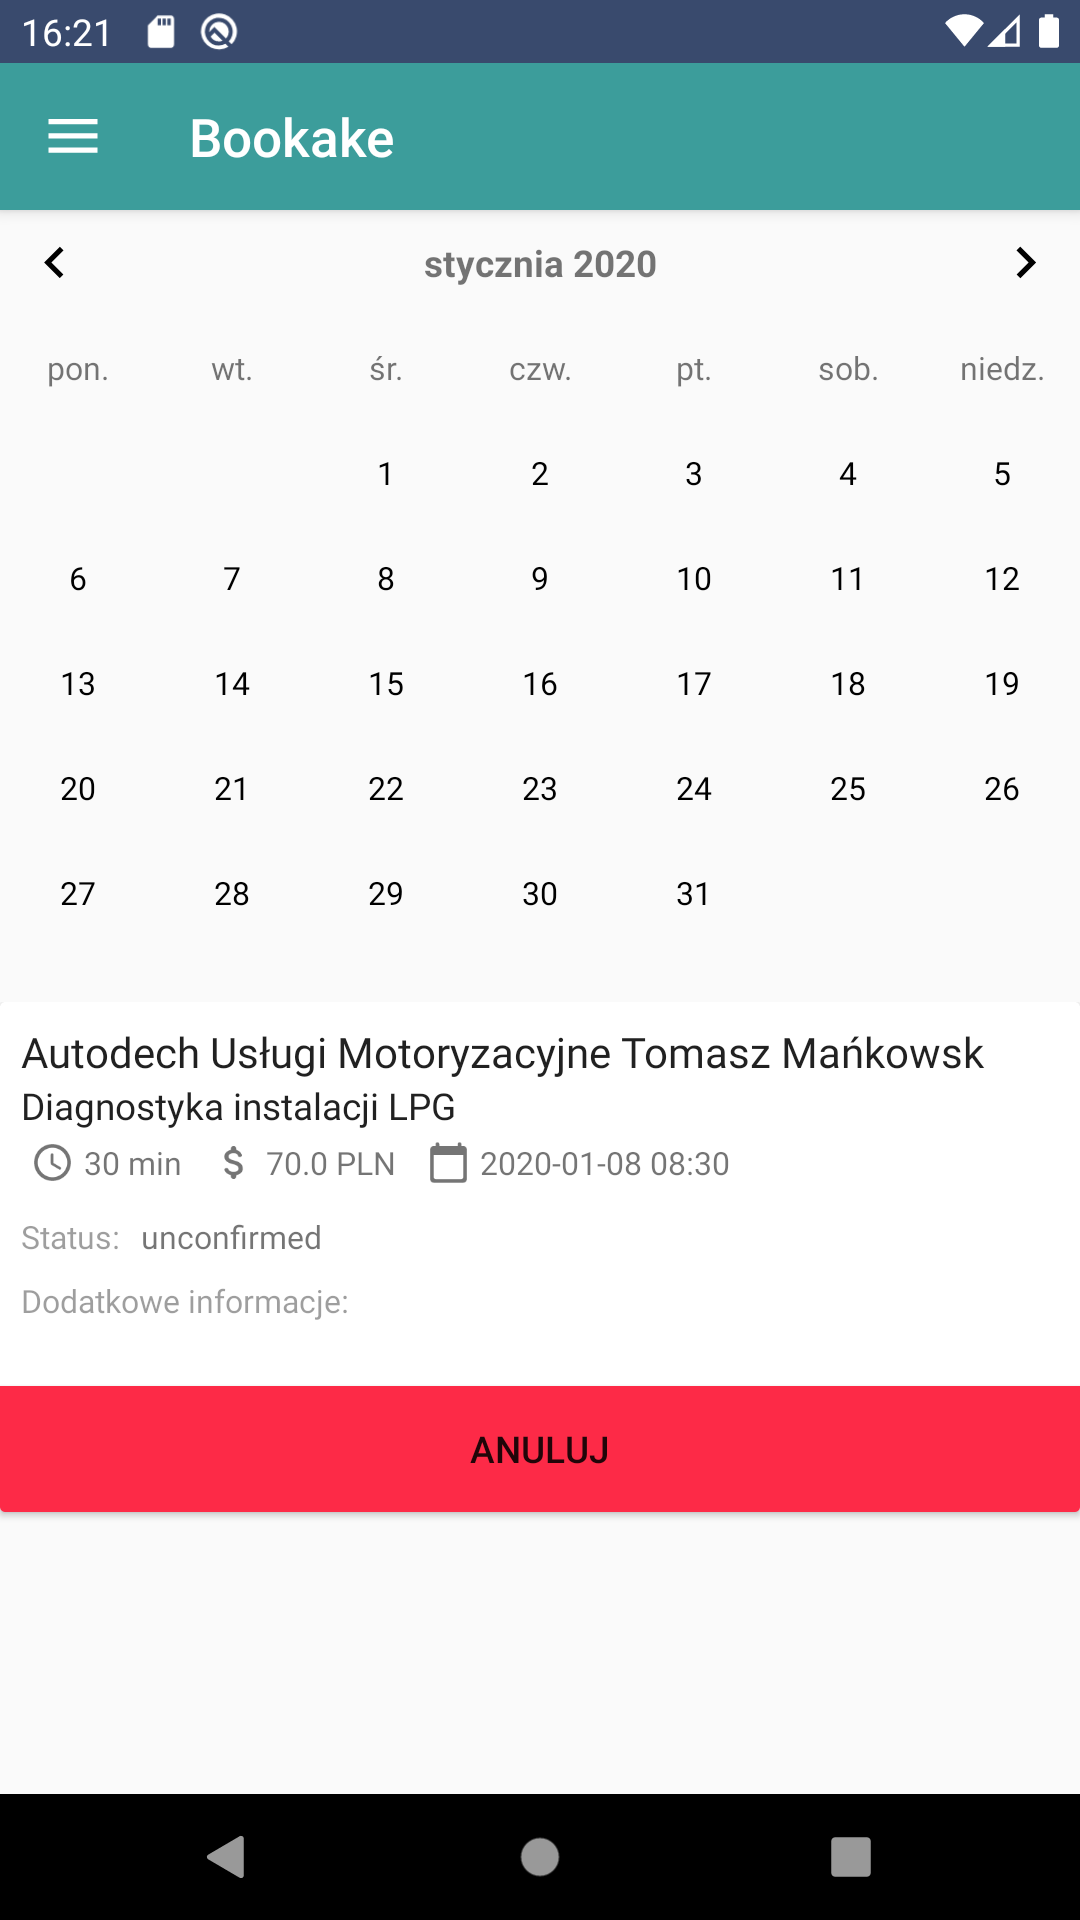 16:21
Bookake
stycznia 2020
pon. wt. śr. czw. pt. sob. niedz.
1 2 3 4 5
6 7 8 9 10 11 12
13 14 15 16 17 18 19
20 21 22 23 24 25 26
27 28 29 30 31
Autodech Usługi Motoryzacyjne Tomasz Mańkowsk
Diagnostyka instalacji LPG
30 min $ 70.0 PLN 2020-01-08 08:30
Status: unconfirmed
Dodatkowe informacje:
ANULUJ